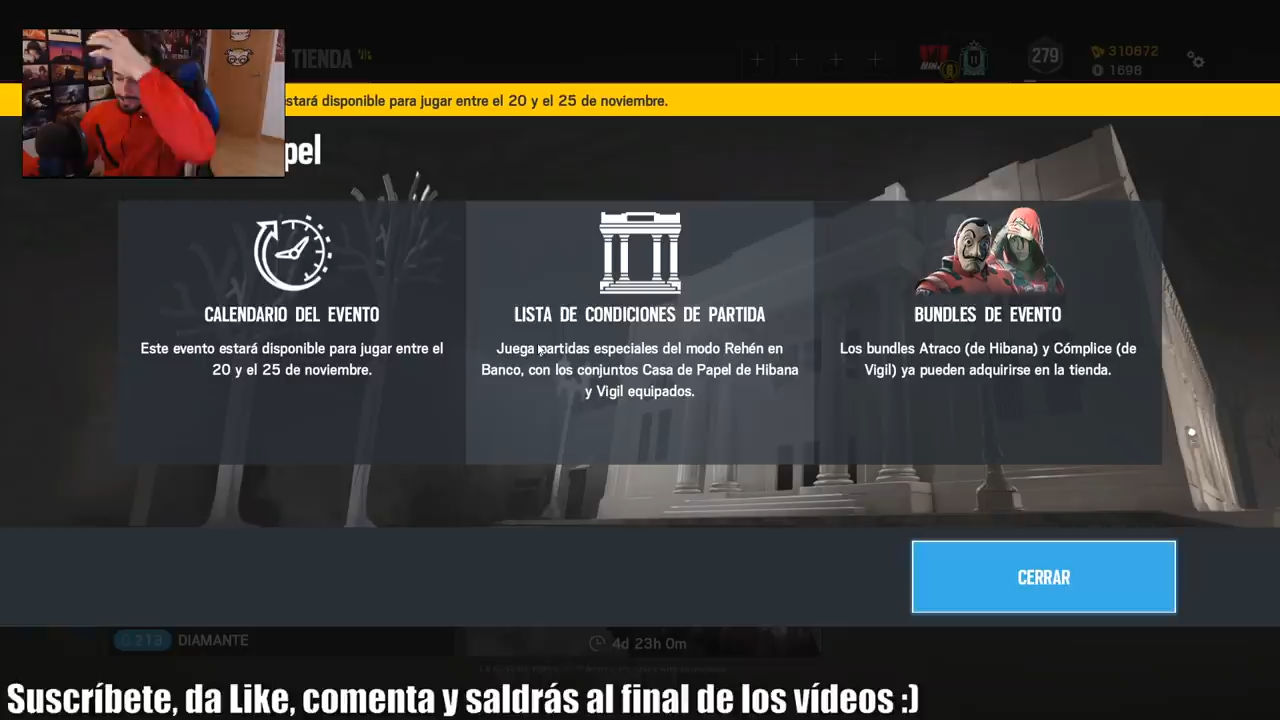 TIENDA
279
310672
1698
stará disponible para jugar entre el 20 y el 25 de noviembre.
pel
CALENDARIO DEL EVENTO
Este evento estará disponible para jugar entre el
20 y el 25 de noviembre.
LISTA DE CONDICIONES DE PARTIDA
Juega partidas especiales del modo Rehén en
Banco, con los conjuntos Casa de Papel de Hibana
y Vigil equipados.
BUNDLES DE EVENTO
Los bundles Atraco (de Hibana) y Cómplice (de
Vigil) ya pueden adquirirse en la tienda.
CERRAR
213 DIAMANTE
4d 23h 0m
Suscríbete, da Like, comenta y saldrás al final de los vídeos :)